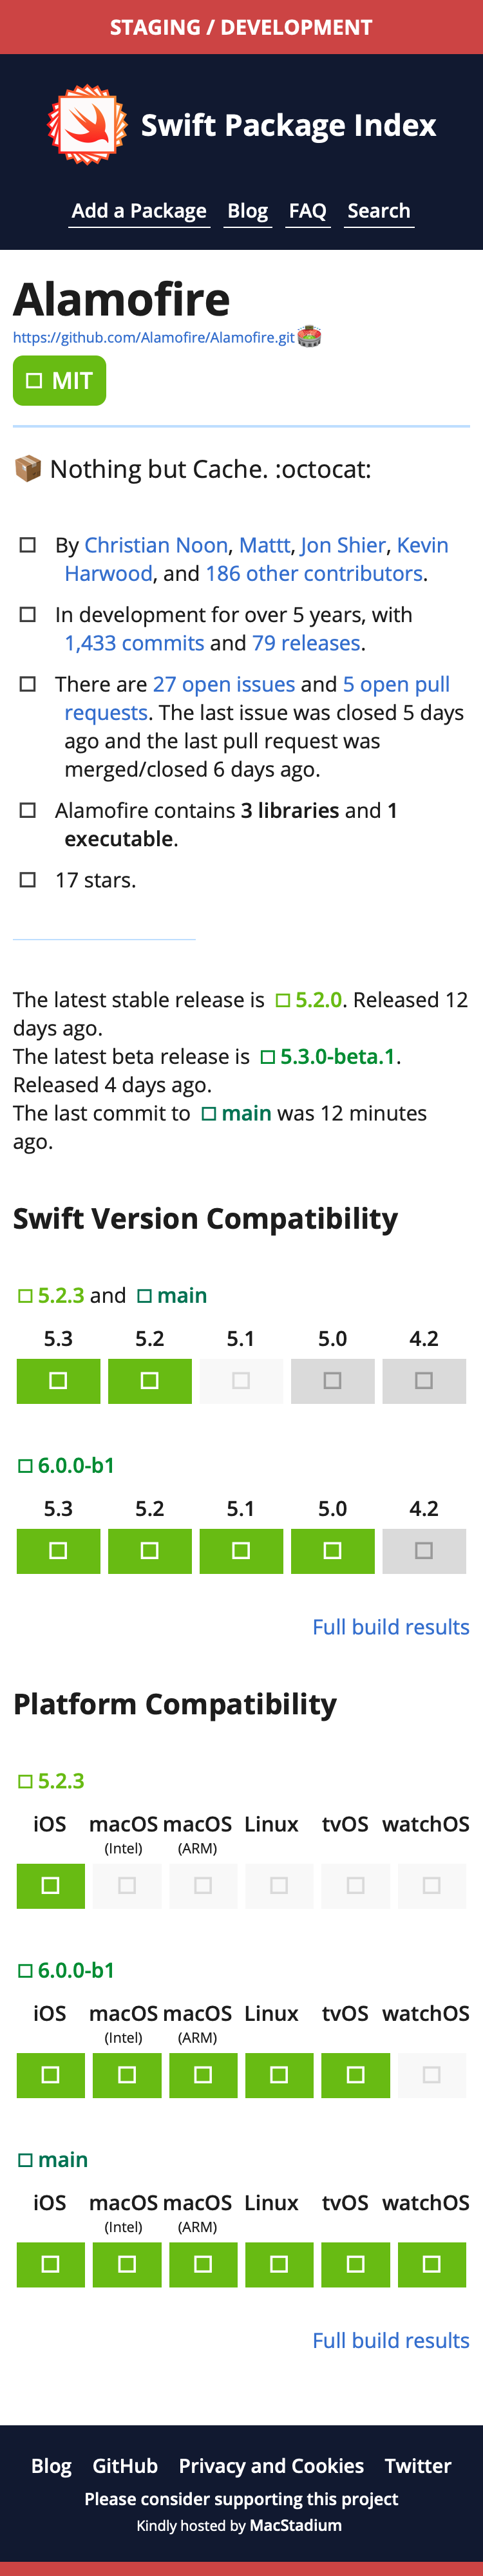 STAGING / DEVELOPMENT
Swift Package Index
Add a Package Blog FAQ Search
Alamofire
https://github.com/Alamofire/Alamofire.git
MIT
Nothing but Cache. :octocat:
By Christian Noon, Mattt, Jon Shier, Kevin
Harwood, and 186 other contributors.
In development for over 5 years, with
1,433 commits and 79 releases.
There are 27 open issues and 5 open pull
requests. The last issue was closed 5 days
ago and the last pull request was
merged/closed 6 days ago.
Alamofire contains 3 libraries and 1
executable.
17 stars.
The latest stable release is 5.2.0. Released 12
days ago.
The latest beta release is 5.3.0-beta.1.
Released 4 days ago.
The last commit to main was 12 minutes
ago.
Swift Version Compatibility
5.2.3 and main
5.3 5.2 5.1 5.0 4.2
6.0.0-b1
5.3 5.2 5.1 5.0 4.2
Full build results
Platform Compatibility
5.2.3
iOS macOS macOS Linux tvOS watchOS
(Intel) (ARM)
6.0.0-b1
iOS macOS macOS Linux tvOS watchOS
(Intel) (ARM)
main
iOS macOS macOS Linux tvOS watchOS
(Intel) (ARM)
Full build results
Blog GitHub Privacy and Cookies Twitter
Please consider supporting this project
Kindly hosted by MacStadium